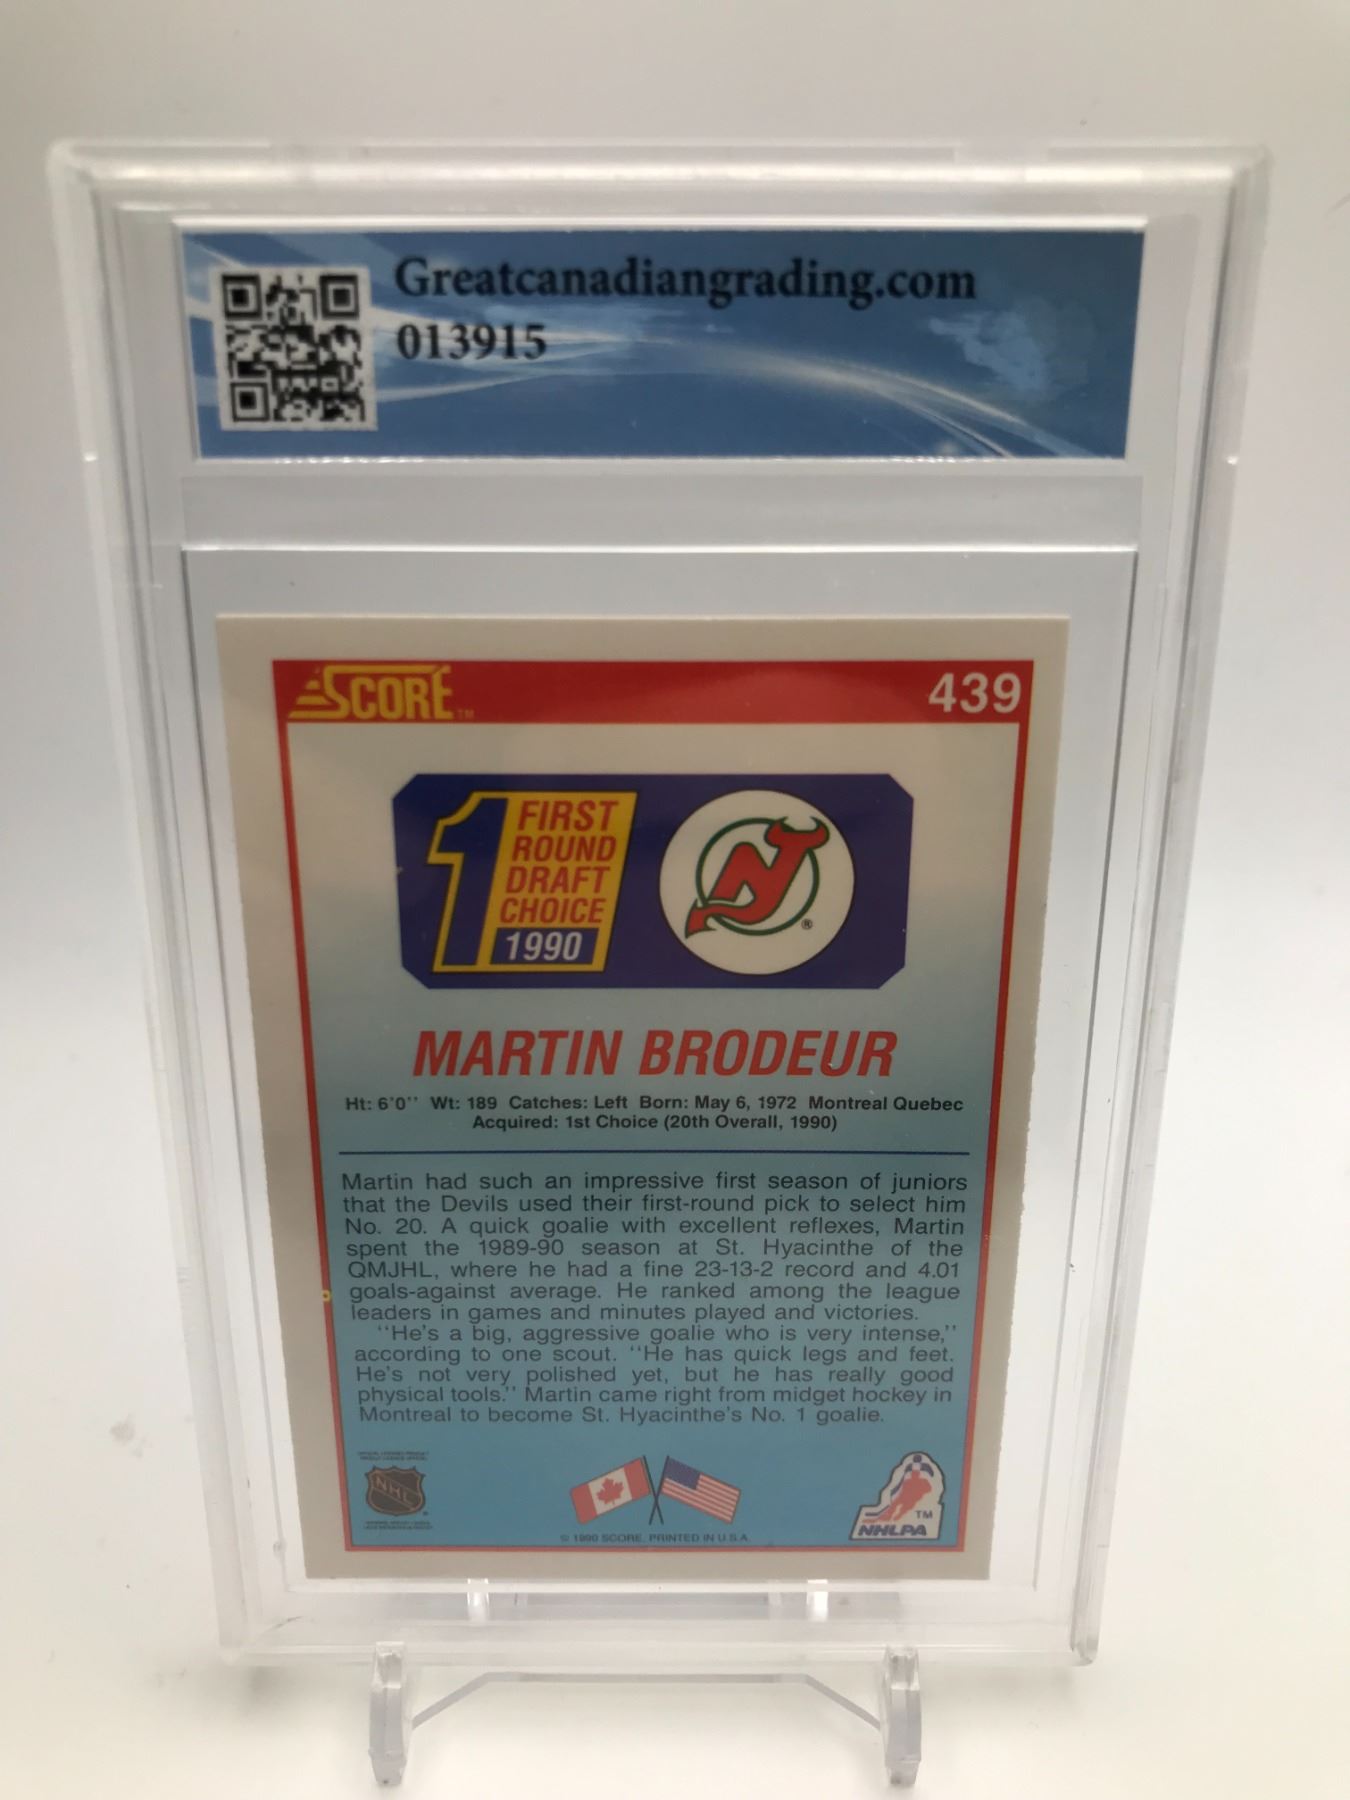 Greatcanadiangrading.com
013915
SCORE TM
439
1 FIRST
ROUND
DRAFT
CHOICE
1990
®
MARTIN BRODEUR
Ht: 6'0'' Wt: 189 Catches: Left Born: May 6, 1972 Montreal Quebec
Acquired: 1st Choice (20th Overall, 1990)
Martin had such an impressive first season of juniors
that the Devils used their first-round pick to select him
No. 20. A quick goalie with excellent reflexes, Martin
spent the 1989-90 season at St. Hyacinthe of the
QMJHL, where he had a fine 23-13-2 record and 4.01
goals-against average. He ranked among the league
leaders in games and minutes played and victories.
''He's a big, aggressive goalie who is very intense,''
according to one scout. ''He has quick legs and feet.
He's not very polished yet, but he has really good
physical tools.'' Martin came right from midget hockey in
Montreal to become St. Hyacinthe's No. 1 goalie.
NHL
TM
NHLPA
© 1990 SCORE, PRINTED IN U.S.A.